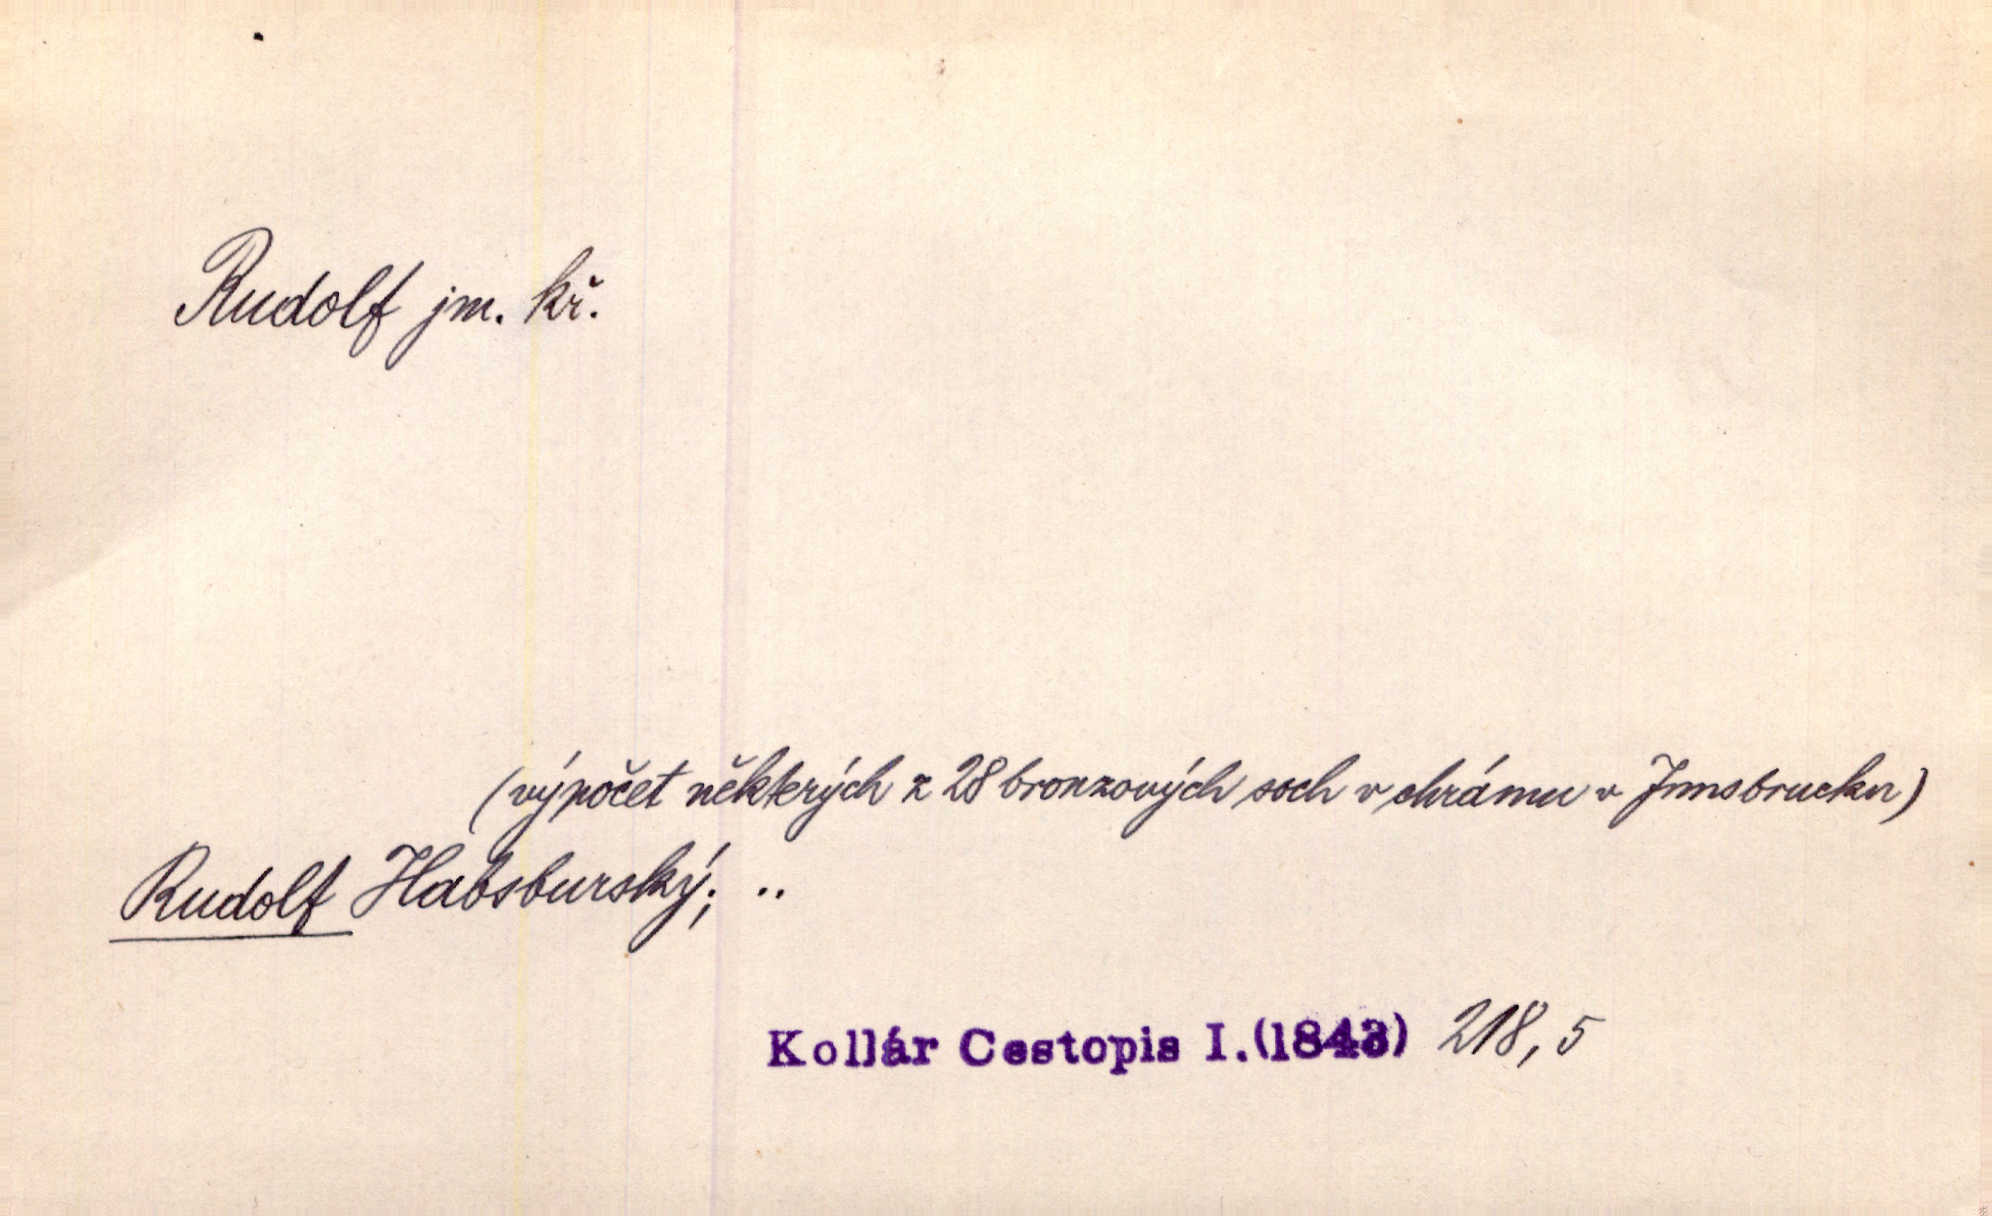 Rudolf jm. kř.
(výpočet některých z 28 bronzových soch v chrámu v Innsbrucku)
Rudolf Habsburský; ..
Kollár Cestopis I.(1843) 218,5